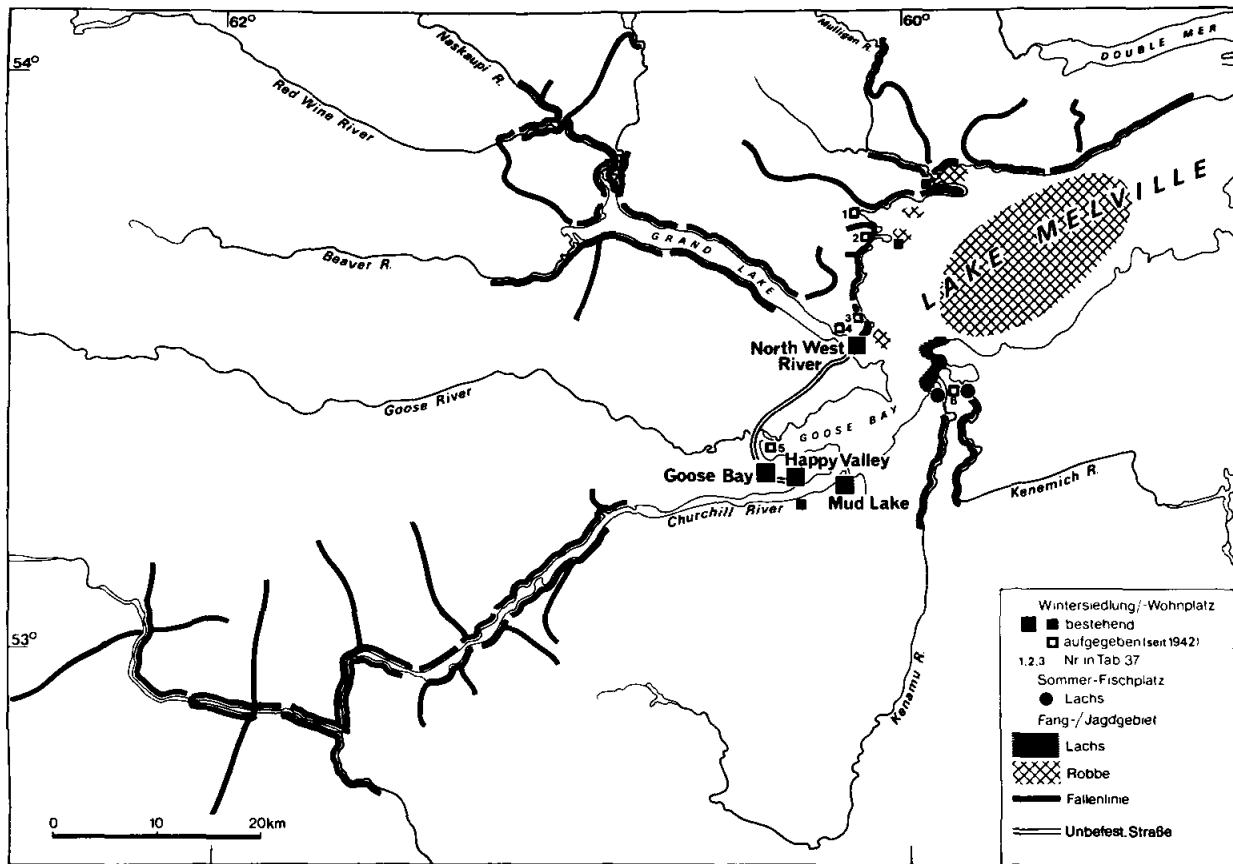 62°
60°
54°
53°
Naskaupi R.
Red Wine River
Mulligan R.
DOUBLE MER
LAKE MELVILLE
1
2
GRAND LAKE
Beaver R.
3
4
North West
River
Goose River
GOOSE BAY
5
Goose Bay
Happy Valley
Mud Lake
Churchill River
Kenemich R.
Kenamu R.
0 10 20km
Wintersiedlung/-Wohnplatz
bestehend
aufgegeben (seit 1942)
1.2.3 Nr in Tab 37
Sommer-Fischplatz
Lachs
Fang-/Jagdgebiet
Lachs
Robbe
Fallenlinie
Unbefest. Straße